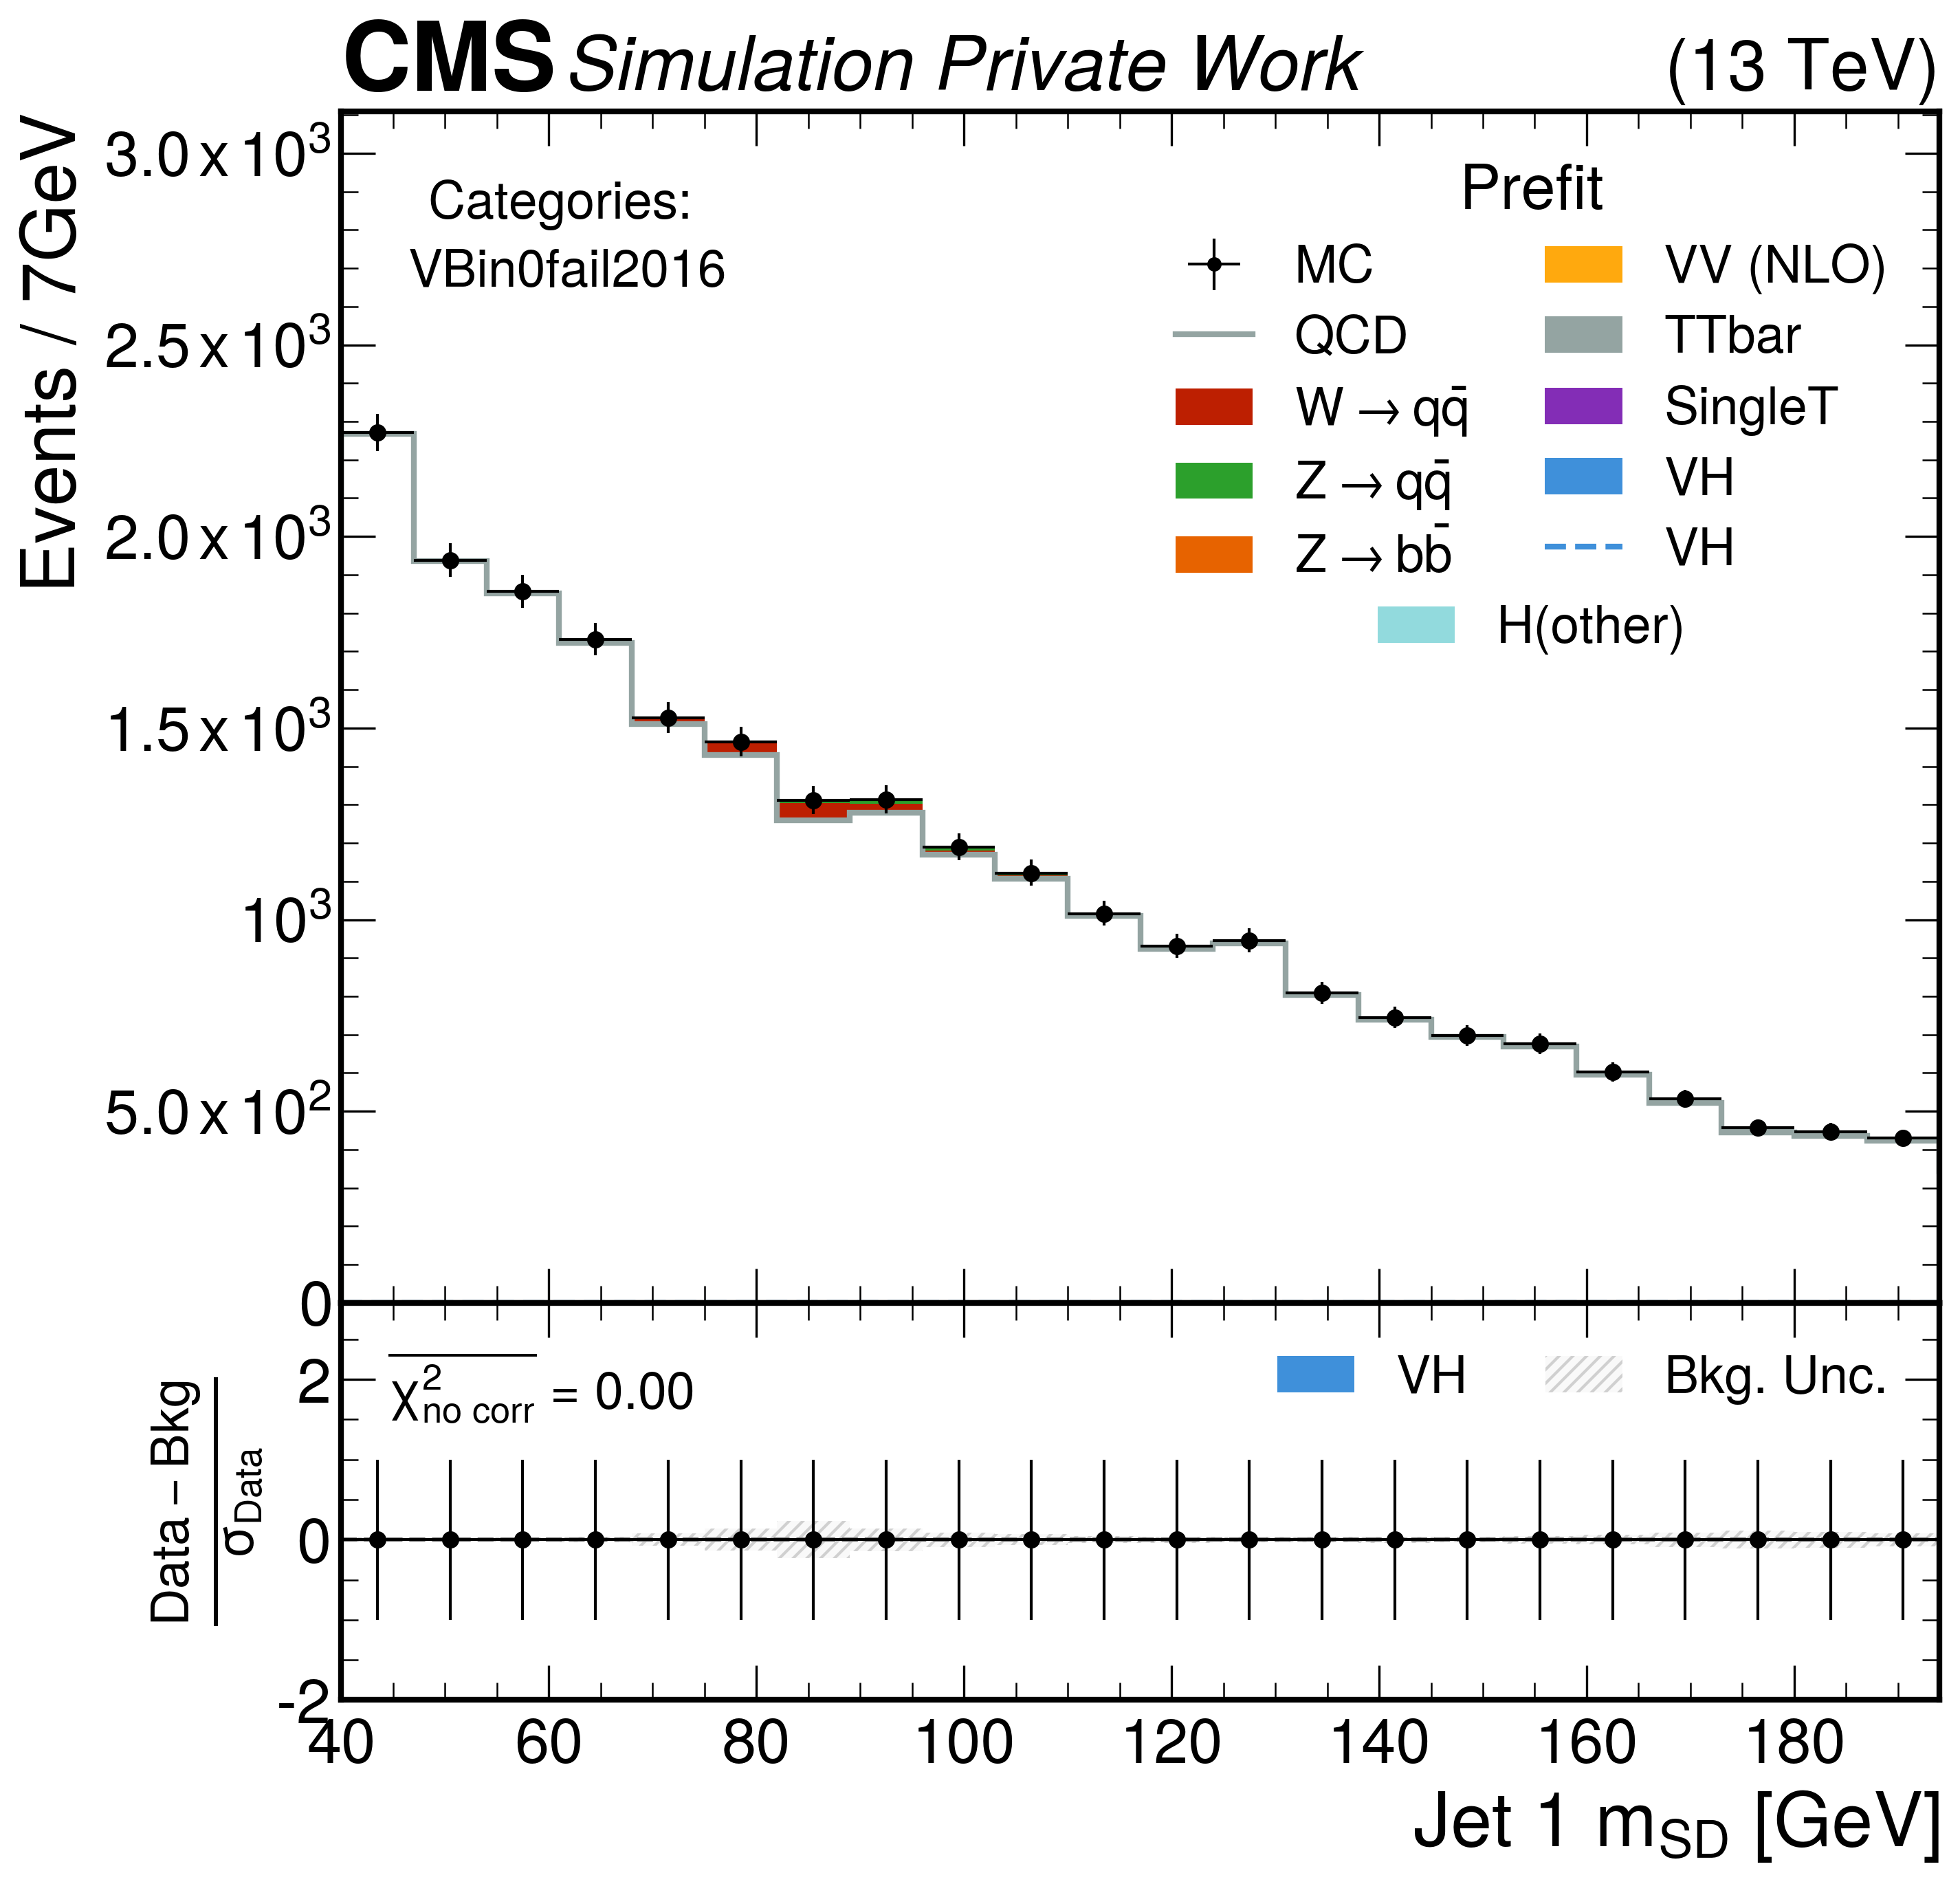 CMS Simulation Private Work (13 TeV)
Events / 7GeV
3.0 x 10³
2.5 x 10³
2.0 x 10³
1.5 x 10³
10³
5.0 x 10²
0
Categories:
VBin0fail2016
Prefit
MC
QCD
W → qq̄
Z → qq̄
Z → bb̄
VV (NLO)
TTbar
SingleT
VH
VH
H(other)
Data – Bkg
σ_Data
2
0
-2
χ²_no corr = 0.00
VH
Bkg. Unc.
40 60 80 100 120 140 160 180
Jet 1 m_SD [GeV]